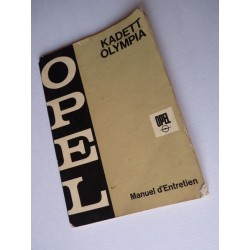 OPEL
KADETT
OLYMPIA
OPEL
Manuel d'Entretien